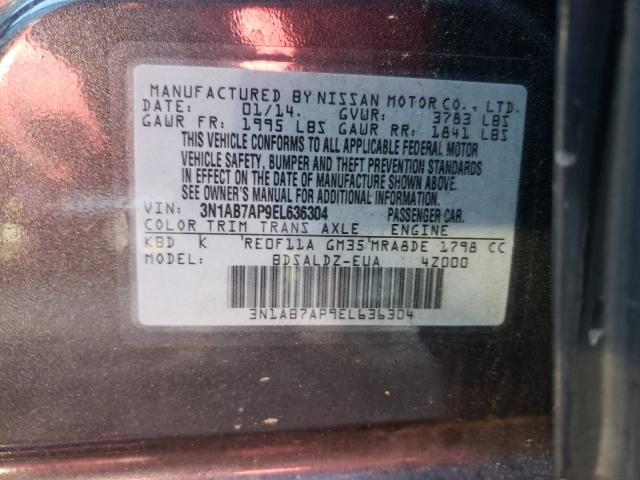 MANUFACTURED BY NISSAN MOTOR CO., LTD.
DATE: 01/14. GVWR: 3783 LBS
GAWR FR: 1995 LBS GAWR RR: 1841 LBS
THIS VEHICLE CONFORMS TO ALL APPLICABLE FEDERAL MOTOR
VEHICLE SAFETY, BUMPER AND THEFT PREVENTION STANDARDS
IN EFFECT ON THE DATE OF MANUFACTURE SHOWN ABOVE.
SEE OWNER'S MANUAL FOR ADDITIONAL INFORMATION.
VIN: 3N1AB7AP9EL636304 PASSENGER CAR.
COLOR TRIM TRANS AXLE ENGINE
KBD K RE0F11A GM35 MRA8DE 1798 CC
MODEL: BDSALDZ-EUA 4Z000
3N1AB7AP9EL636304